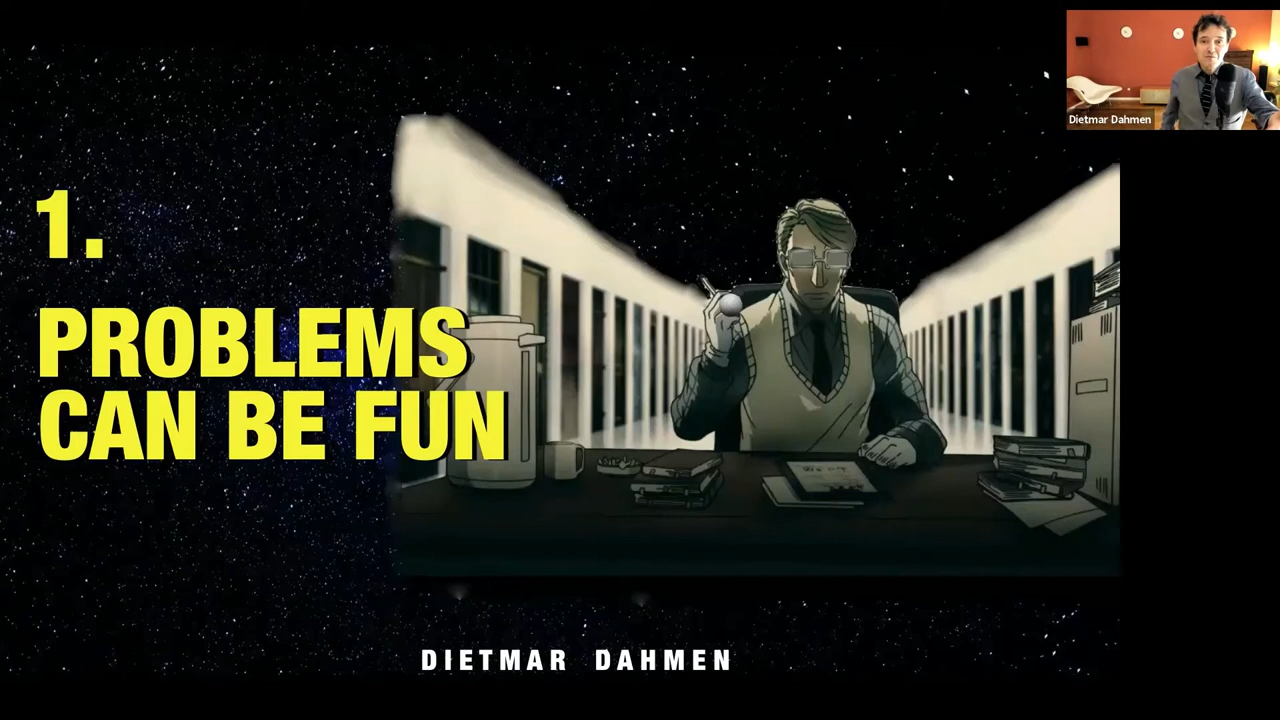 Dietmar Dahmen
1.
PROBLEMS
CAN BE FUN
DIETMAR DAHMEN